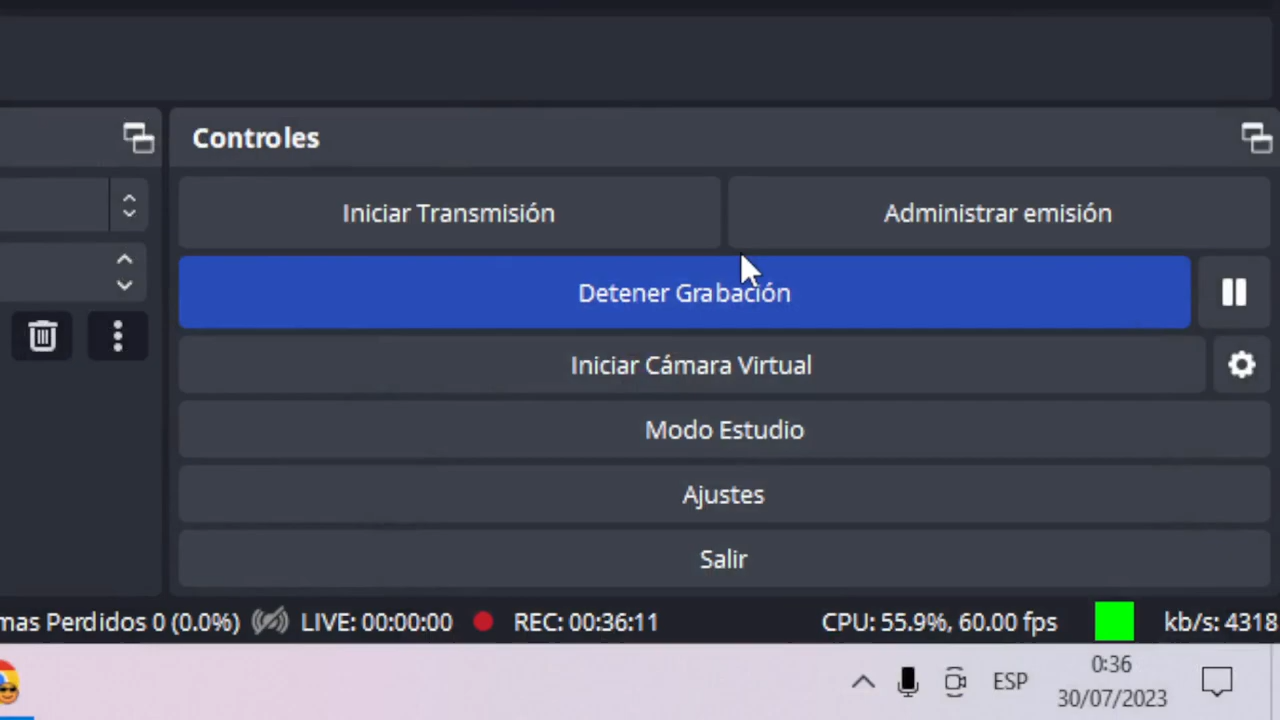 Controles
Iniciar Transmisión Administrar emisión
Detener Grabación
Iniciar Cámara Virtual
Modo Estudio
Ajustes
Salir
mas Perdidos 0 (0.0%) LIVE: 00:00:00 REC: 00:36:11 CPU: 55.9%, 60.00 fps kb/s: 4318
ESP 0:36
30/07/2023